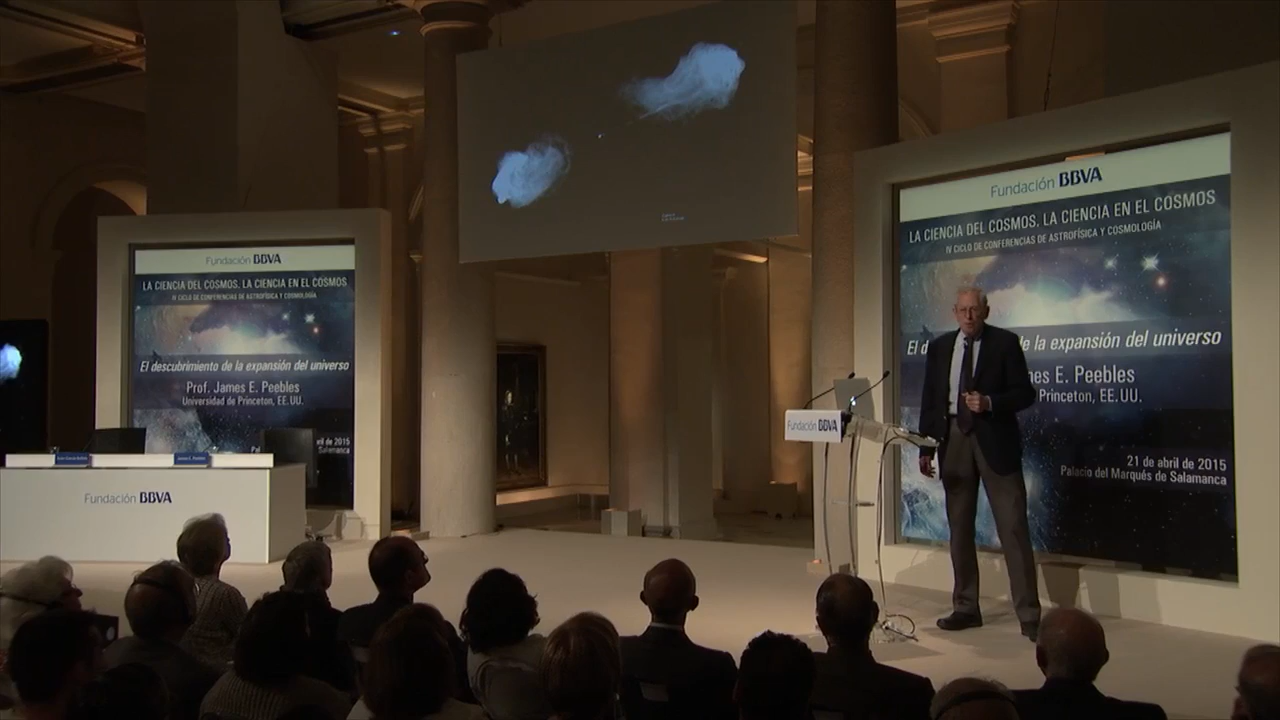 Fundación BBVA
LA CIENCIA DEL COSMOS. LA CIENCIA EN EL COSMOS
IV CICLO DE CONFERENCIAS DE ASTROFÍSICA Y COSMOLOGÍA
El descubrimiento de la expansión del universo
Prof. James E. Peebles
Universidad de Princeton, EE.UU.
ril de 2015
Salamanca
Fundación BBVA
Fundación BBVA
Fundación BBVA
LA CIENCIA DEL COSMOS. LA CIENCIA EN EL COSMOS
IV CICLO DE CONFERENCIAS DE ASTROFÍSICA Y COSMOLOGÍA
El d de la expansión del universo
mes E. Peebles
Princeton, EE.UU.
21 de abril de 2015
Palacio del Marqués de Salamanca